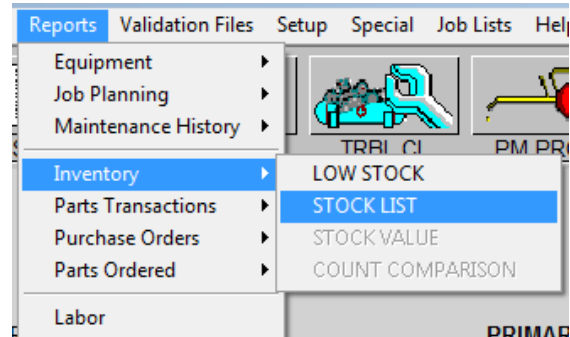 Reports Validation Files Setup Special Job Lists Help
Equipment
Job Planning
Maintenance History
TRBL CL
PM PRO
Inventory
LOW STOCK
Parts Transactions
STOCK LIST
Purchase Orders
STOCK VALUE
Parts Ordered
COUNT COMPARISON
Labor
PRIMAR